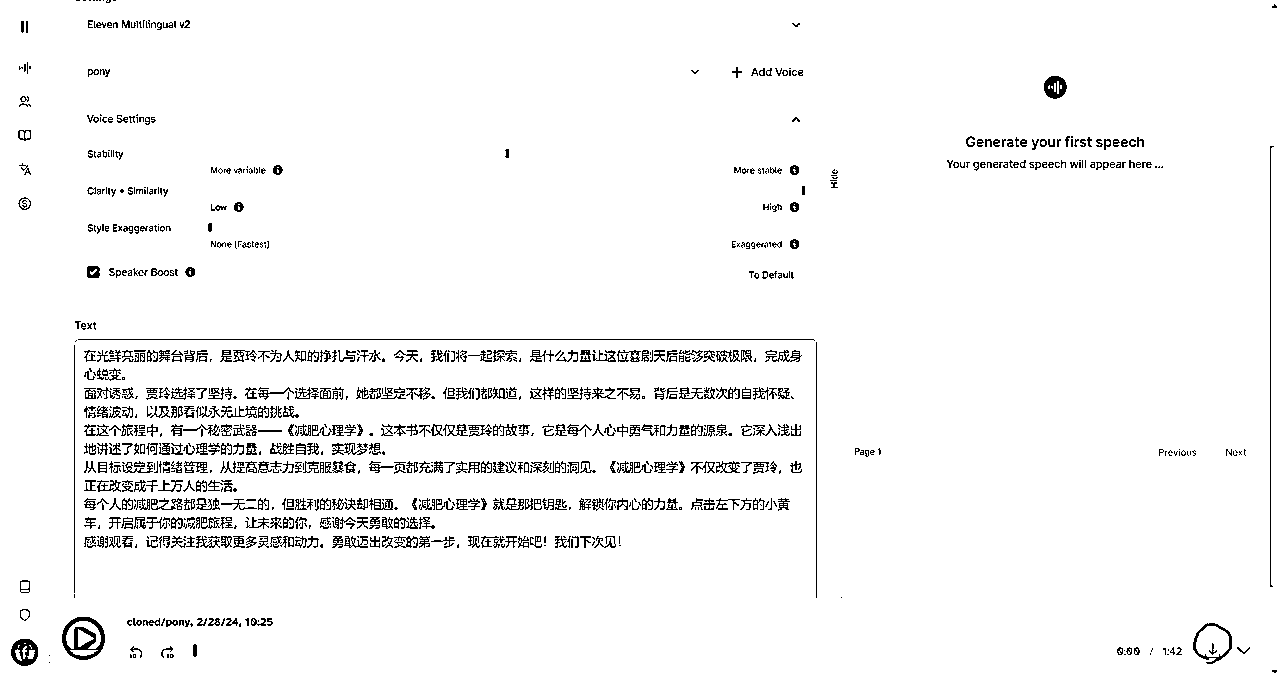 Eleven Multilingual v2
pony
Add Voice
Voice Settings
Stability
More variable
More stable
Clarity + Similarity
Low
High
Style Exaggeration
None (Fastest)
Exaggerated
Speaker Boost
To Default
Hide
Generate your first speech
Your generated speech will appear here ...
Text
在光鲜亮丽的舞台背后，是贾玲不为人知的挣扎与汗水。今天，我们将一起探索，是什么力量让这位喜剧天后能够突破极限，完成身
心蜕变。
面对诱惑，贾玲选择了坚持。在每一个选择面前，她都坚定不移。但我们都知道，这样的坚持来之不易。背后是无数次的自我怀疑、
情绪波动，以及那看似永无止境的挑战。
在这个旅程中，有一个秘密武器——《减肥心理学》。这本书不仅仅是贾玲的故事，它是每个人心中勇气和力量的源泉。它深入浅出
地讲述了如何通过心理学的力量，战胜自我，实现梦想。
从目标设定到情绪管理，从提高意志力到克服暴食，每一页都充满了实用的建议和深刻的洞见。《减肥心理学》不仅改变了贾玲，也
正在改变成千上万人的生活。
每个人的减肥之路都是独一无二的，但胜利的秘诀却相通。《减肥心理学》就是那把钥匙，解锁你内心的力量。点击左下方的小黄
车，开启属于你的减肥旅程，让未来的你，感谢今天勇敢的选择。
感谢观看，记得关注我获取更多灵感和动力。勇敢迈出改变的第一步，现在就开始吧！我们下次见！
Page 1
Previous
Next
cloned/pony, 2/28/24, 10:25
0:00 / 1:42